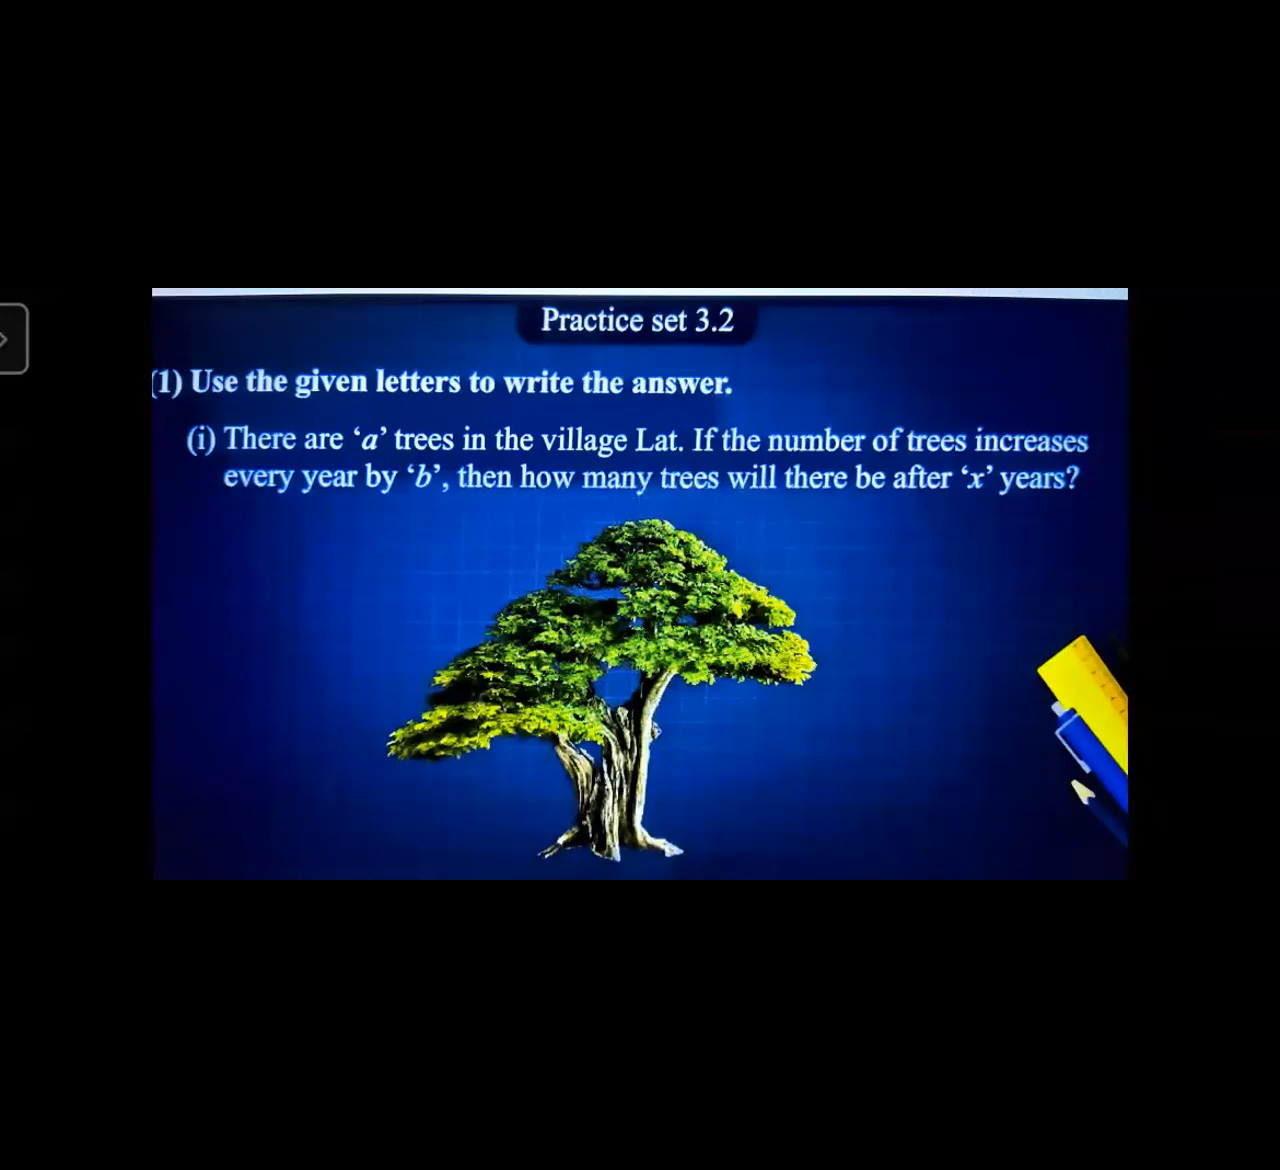 Practice set 3.2
(1) Use the given letters to write the answer.
(i) There are ‘a’ trees in the village Lat. If the number of trees increases
every year by ‘b’, then how many trees will there be after ‘x’ years?